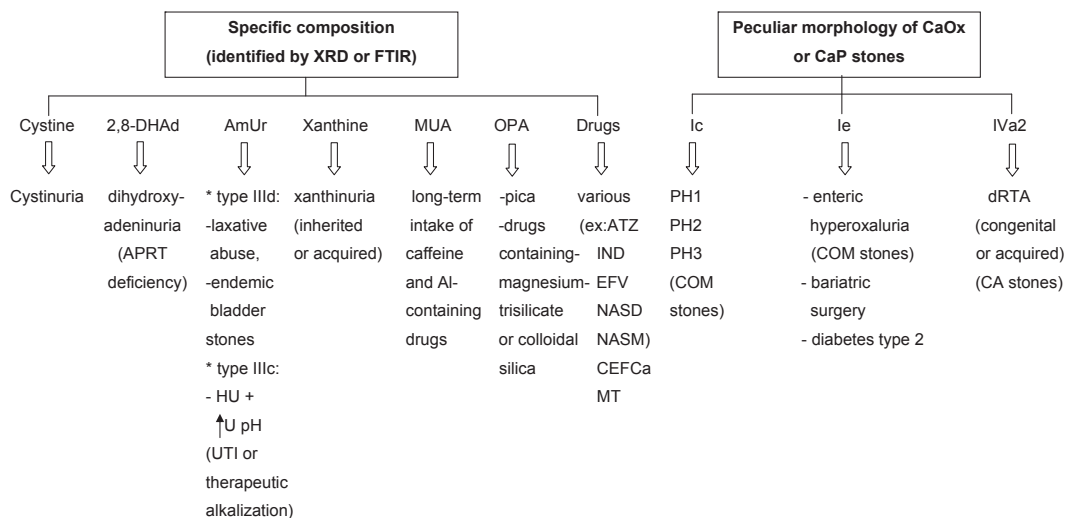 Specific composition
(identified by XRD or FTIR)
Peculiar morphology of CaOx
or CaP stones
Cystine
Cystinuria
2,8-DHAd
dihydroxy-
adeninuria
(APRT
deficiency)
AmUr
* type IIId:
-laxative
abuse,
-endemic
bladder
stones
* type IIIc:
- HU +
↑U pH
(UTI or
therapeutic
alkalization)
Xanthine
xanthinuria
(inherited
or acquired)
MUA
long-term
intake of
caffeine
and Al-
containing
drugs
OPA
-pica
-drugs
containing-
magnesium-
trisilicate
or colloidal
silica
Drugs
various
(ex:ATZ
IND
EFV
NASD
NASM)
CEFCa
MT
Ic
PH1
PH2
PH3
(COM
stones)
Ie
- enteric
hyperoxaluria
(COM stones)
- bariatric
surgery
- diabetes type 2
IVa2
dRTA
(congenital
or acquired)
(CA stones)